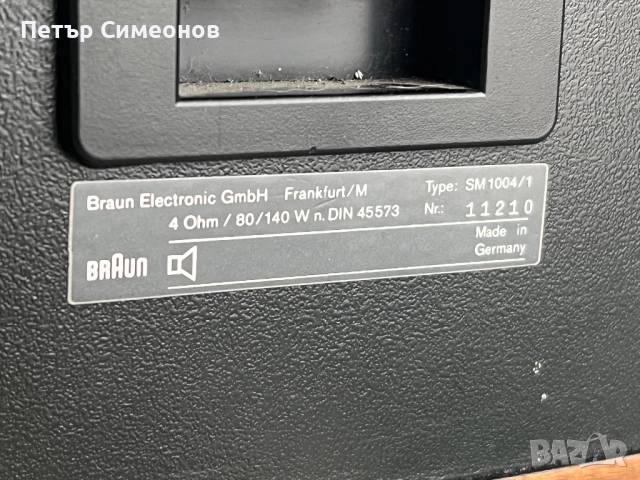 Петър Симеонов
Braun Electronic GmbH Frankfurt/M Type: SM 1004/1
4 Ohm / 80/140 W n. DIN 45573 Nr.: 11210
Made in
Germany
BRAUN
BAZAR